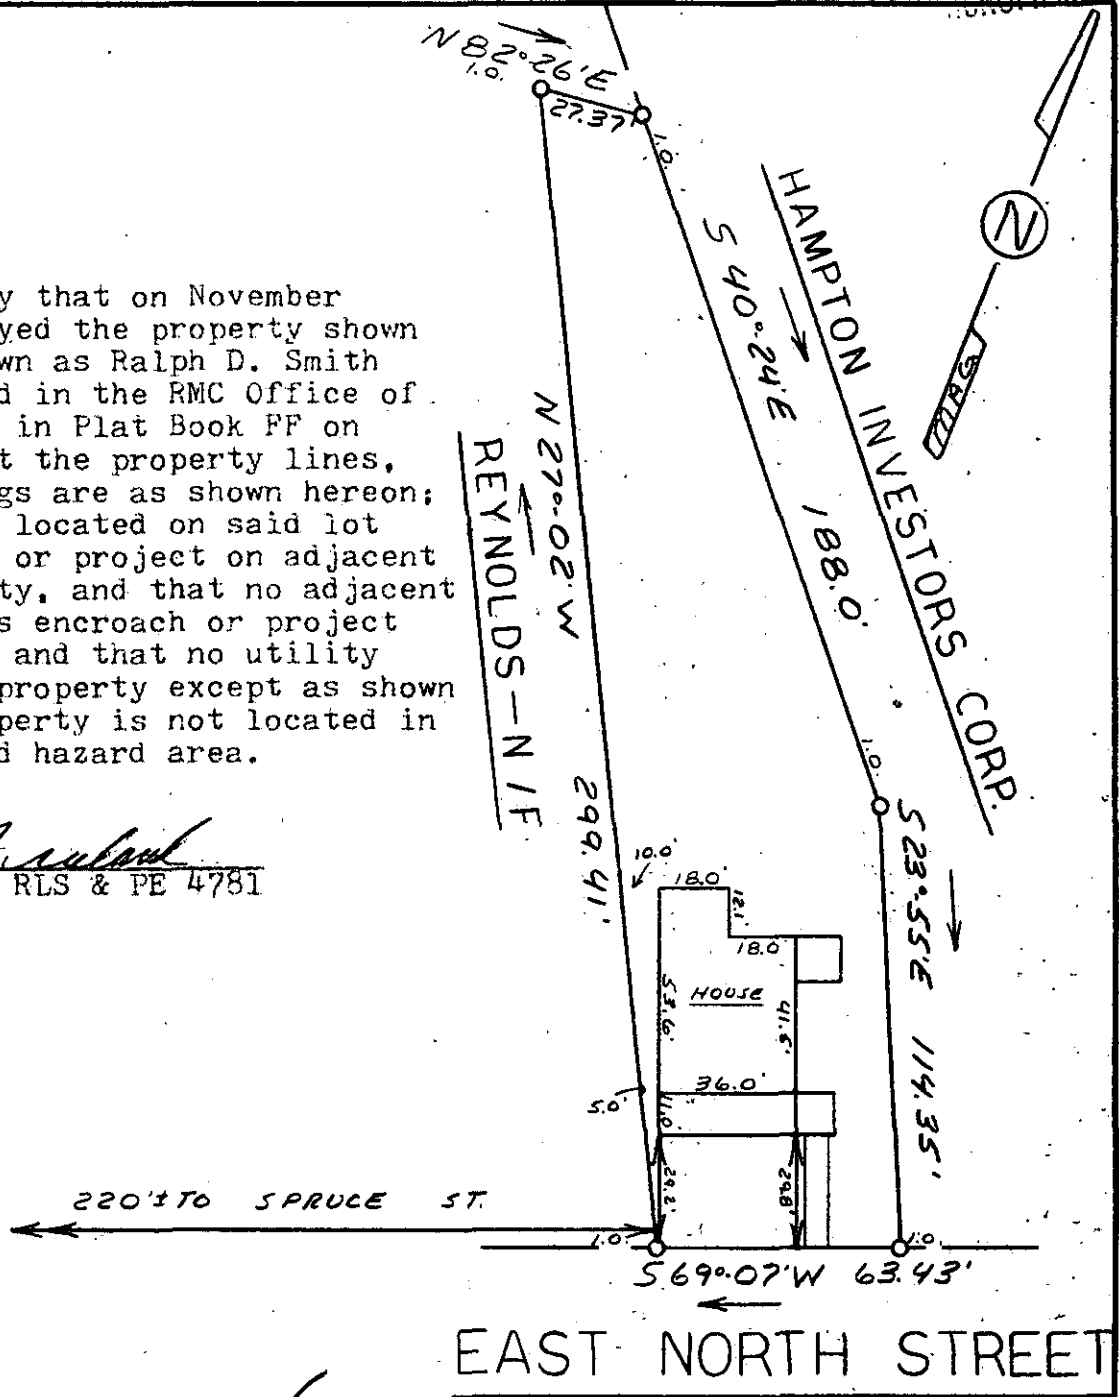 N 82°-26'E
I.O.
27.37'
I.O.
N
MAG
HAMPTON INVESTORS CORP.
S 40°-24'E 188.0'
y that on November
yed the property shown
wn as Ralph D. Smith
d in the RMC Office of
in Plat Book FF on
t the property lines,
gs are as shown hereon;
located on said lot
or project on adjacent
ty, and that no adjacent
s encroach or project
and that no utility
property except as shown
perty is not located in
d hazard area.
RLS & PE 4781
N 27°-02'W 299.41'
REYNOLDS-N/F
I.O.
S 23°-55'E 114.35'
10.0'
18.0'
12.1'
18.0'
HOUSE
53.6'
41.5'
36.0'
5.0'
11.0'
29.2'
29.8'
220'± TO SPRUCE ST.
I.O.
I.O.
S 69°-07'W 63.43'
EAST NORTH STREET